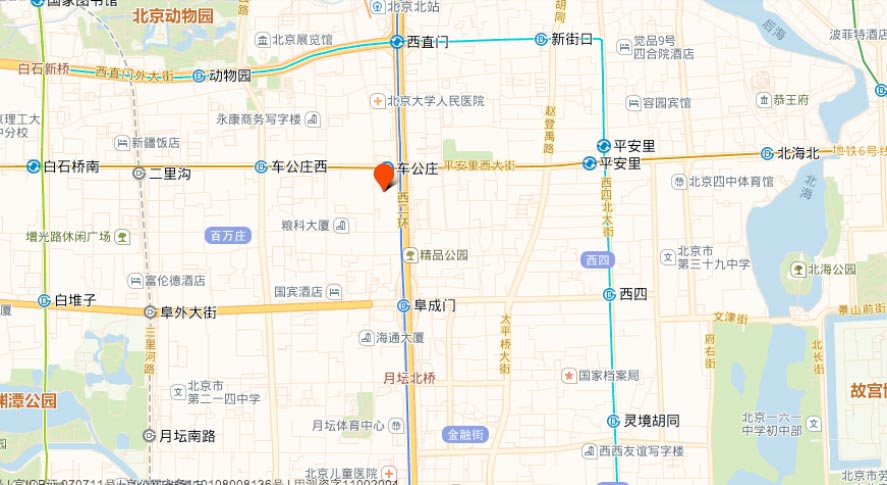 国家图书馆
北京动物园
北京北站
胡同
后海
北京展览馆
西直门
新街口
觉品9号
四合院酒店
波菲特酒店
白石新桥
西直门外大街
动物园
北京大学人民医院
容园宾馆
恭王府
永康商务写字楼
赵登禹路
理工大
中分校
新疆饭店
平安里
平安里
北海北
地铁6号线
白石桥南
二里沟
车公庄西
车公庄
平安里西大街
西四北大街
北京四中体育馆
北海
西二环
粮科大厦
增光路休闲广场
百万庄
精品公园
西四
北京市
第三十九中学
北海公园
富伦德酒店
国宾酒店
白堆子
阜外大街
阜成门
西四
文津街
景山前街
厦
三里河路
海通大厦
太平桥大街
府右街
北长街
月坛北桥
国家档案局
北京市
第二一四中学
渊潭公园
故宫博
月坛体育中心
金融街
灵境胡同
北京一六一
中学初中部
月坛南路
西西友谊写字楼
北京儿童医院